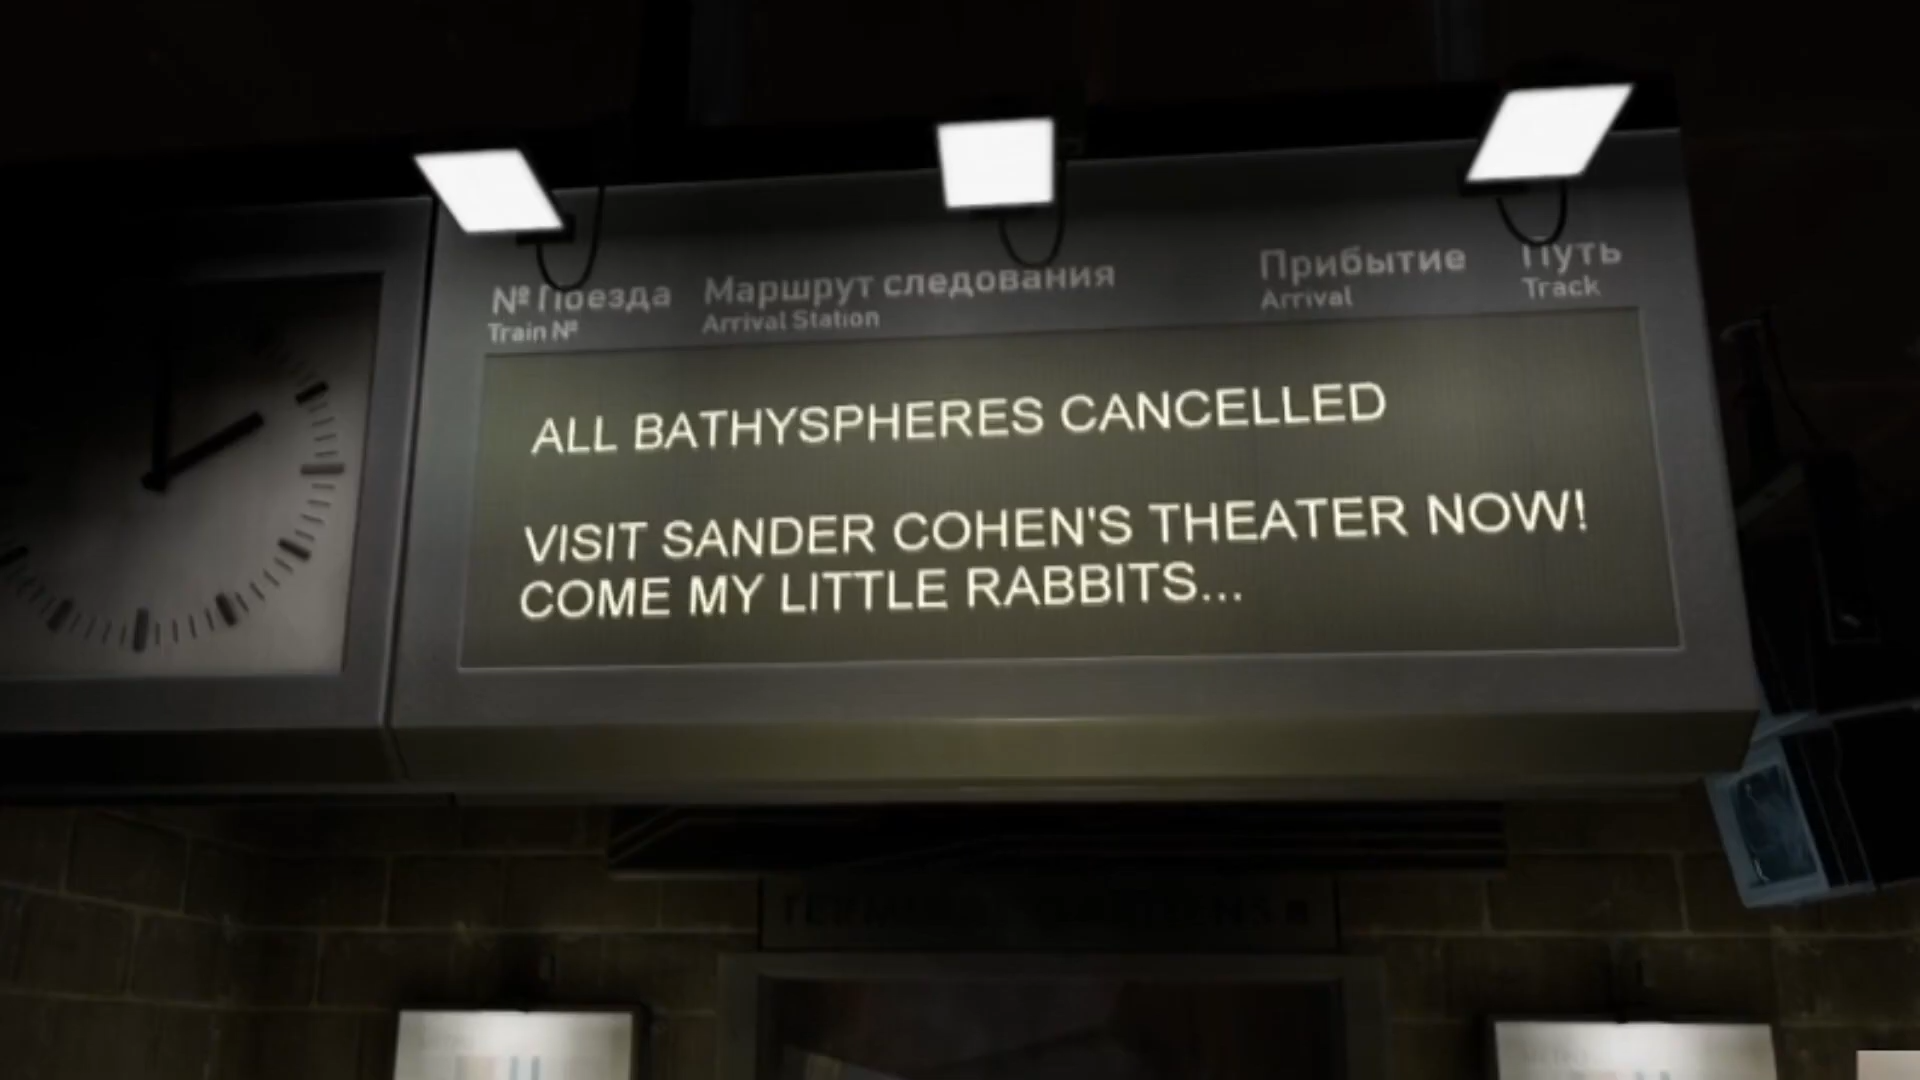 № Поезда
Train №
Маршрут следования
Arrival Station
Прибытие
Arrival
Путь
Track
ALL BATHYSPHERES CANCELLED
VISIT SANDER COHEN'S THEATER NOW!
COME MY LITTLE RABBITS...